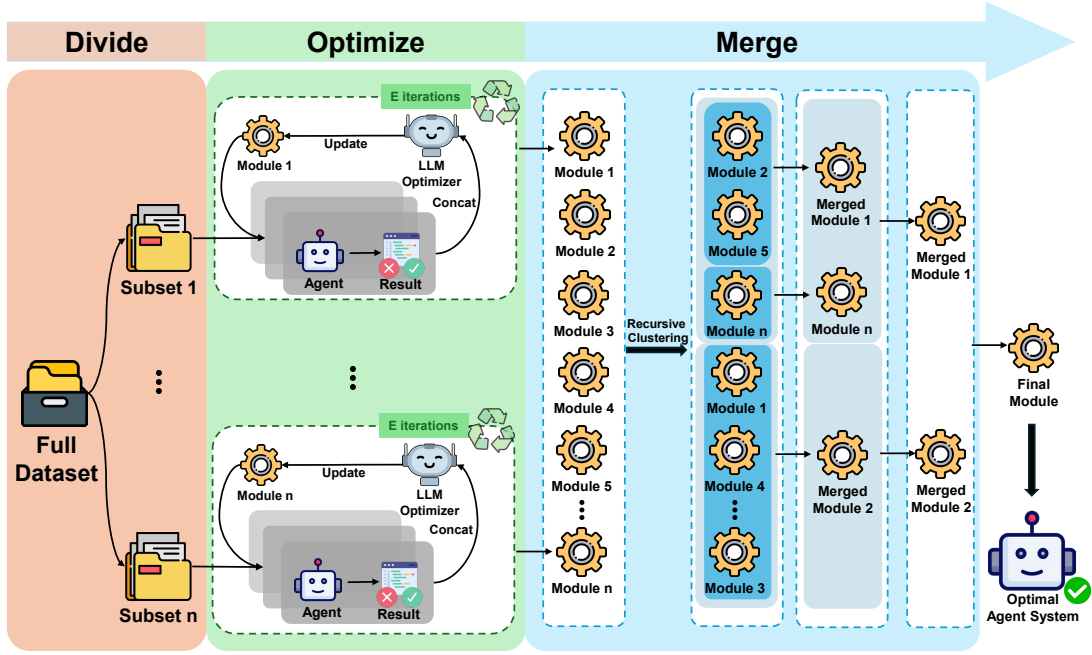 Divide
Optimize
Merge
Full
Dataset
Subset 1
Subset n
E iterations
Module 1
Update
LLM
Optimizer
Concat
Agent
Result
E iterations
Module n
Update
LLM
Optimizer
Concat
Agent
Result
Module 1
Module 2
Module 3
Module 4
Module 5
Module n
Recursive
Clustering
Module 2
Module 5
Module n
Module 1
Module 4
Module 3
Merged
Module 1
Module n
Merged
Module 2
Merged
Module 1
Merged
Module 2
Final
Module
Optimal
Agent System